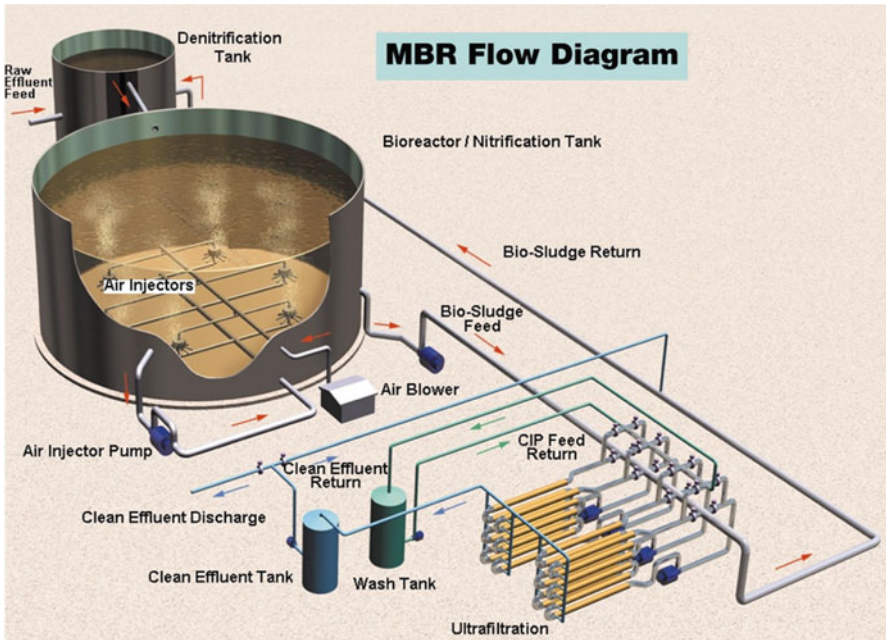 MBR Flow Diagram
Denitrification
Tank
Raw
Effluent
Feed
Bioreactor / Nitrification Tank
Bio-Sludge Return
Air Injectors
Bio-Sludge
Feed
Air Blower
Air Injector Pump
CIP Feed
Return
Clean Effluent
Return
Clean Effluent Discharge
Clean Effluent Tank
Wash Tank
Ultrafiltration